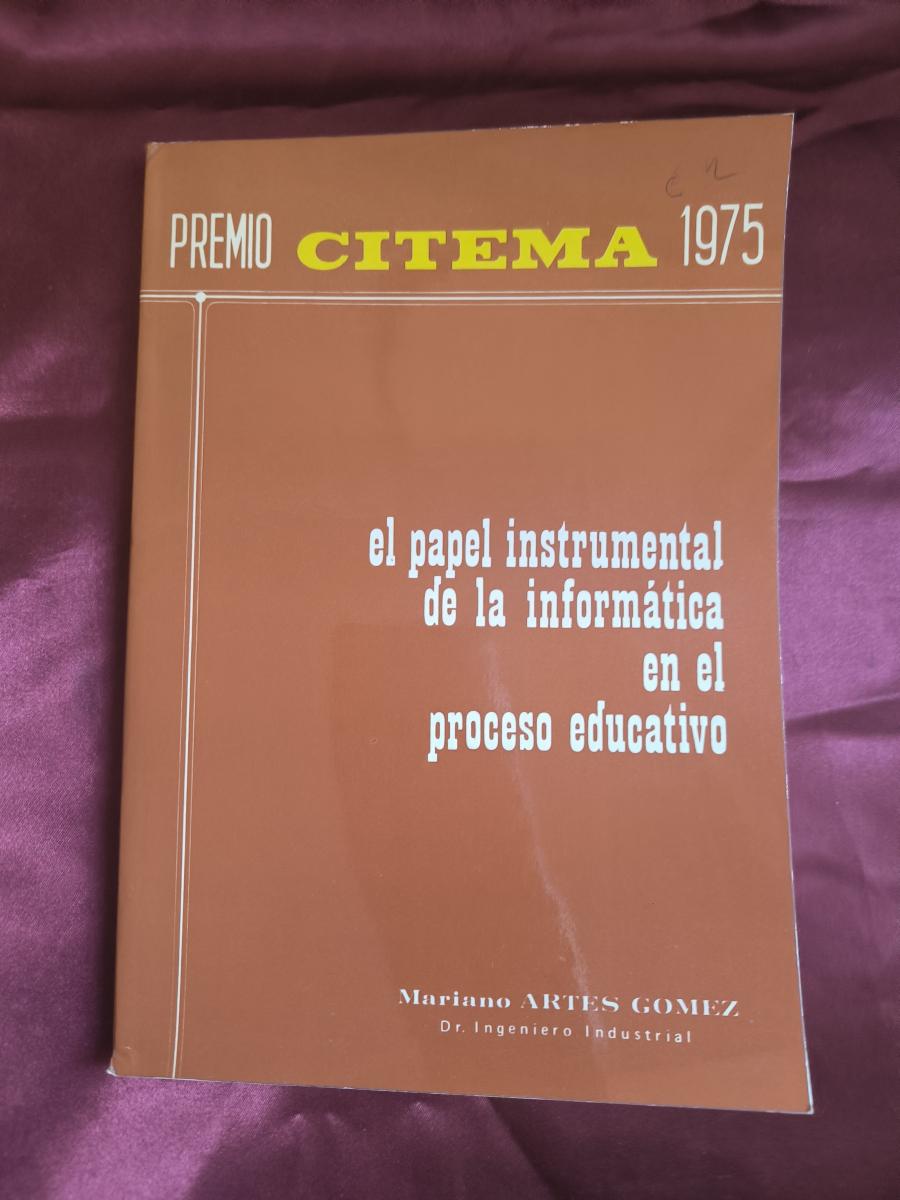 PREMIO CITEMA 1975
el papel instrumental
de la informática
en el
proceso educativo
Mariano ARTES GOMEZ
Dr. Ingeniero Industrial